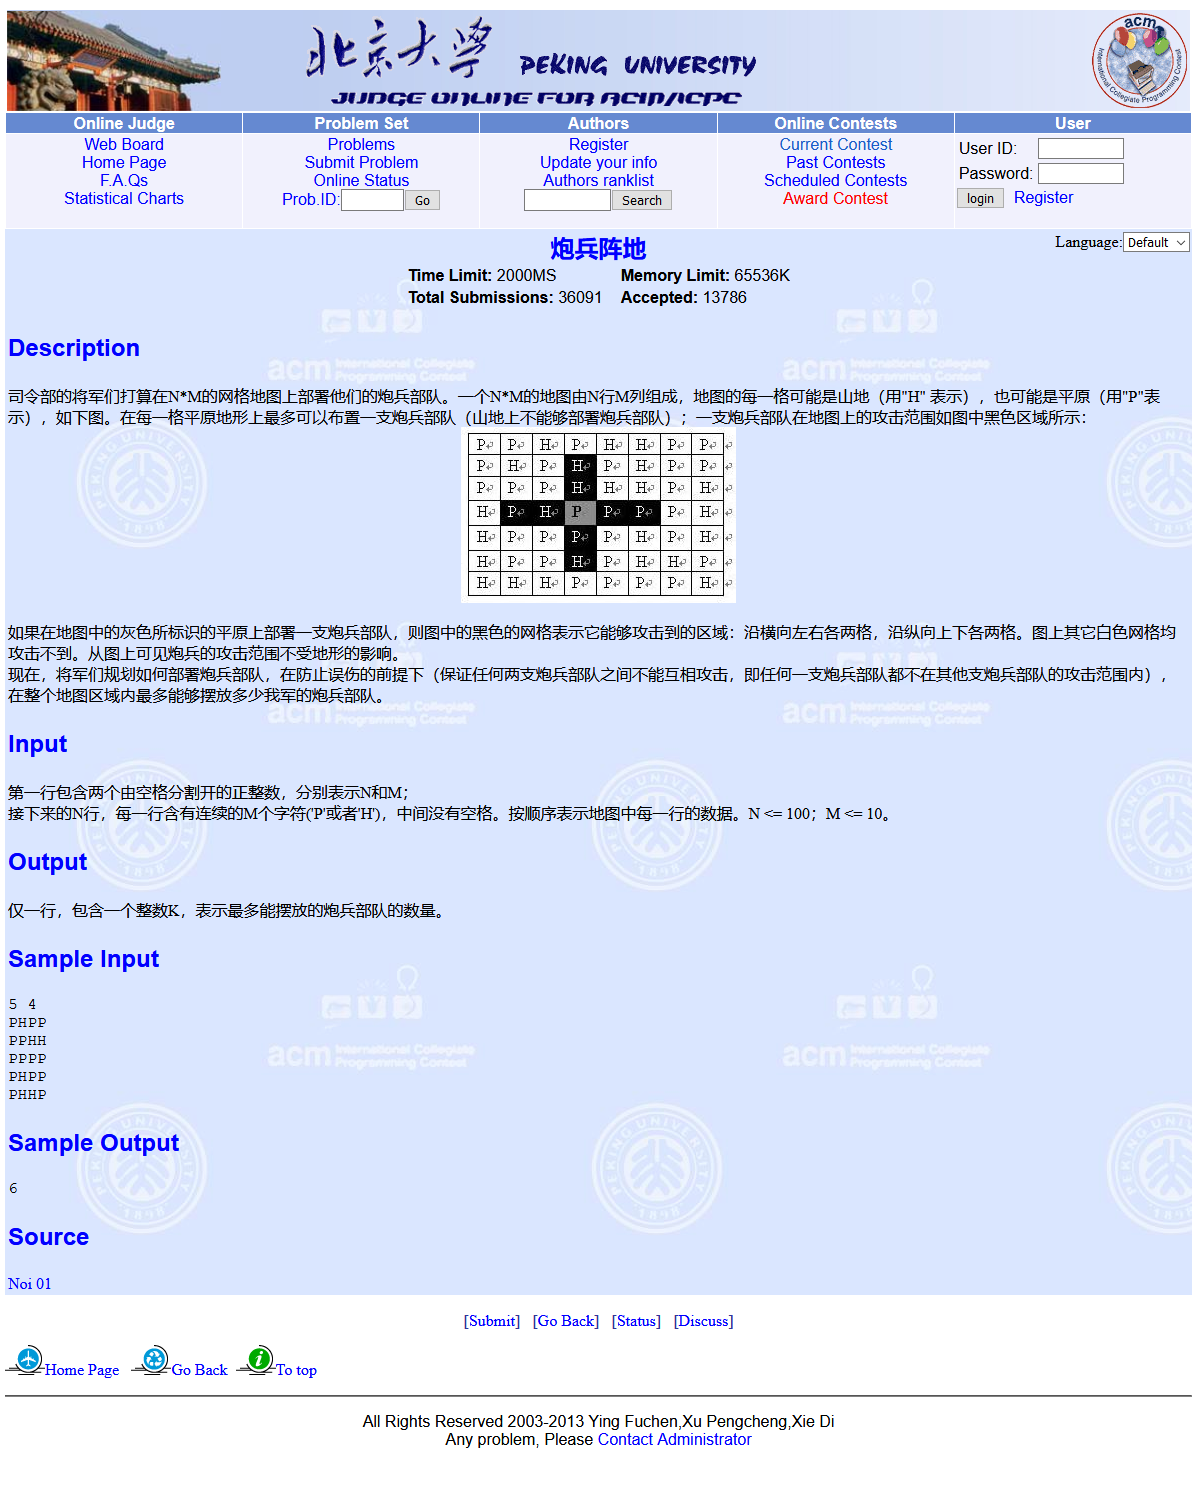 北京大學 PEKING UNIVERSITY
JUDGE ONLINE FOR ACM/ICPC
acm
International Collegiate Programming Contest
Online Judge Problem Set Authors Online Contests User
Web Board Problems Register Current Contest User ID:
Home Page Submit Problem Update your info Past Contests Password:
F.A.Qs Online Status Authors ranklist Scheduled Contests
Statistical Charts Prob.ID: Go Search Award Contest login Register
炮兵阵地
Language: Default
Time Limit: 2000MS Memory Limit: 65536K
Total Submissions: 36091 Accepted: 13786
Description
司令部的将军们打算在N*M的网格地图上部署他们的炮兵部队。一个N*M的地图由N行M列组成，地图的每一格可能是山地（用"H" 表示），也可能是平原（用"P"表
示），如下图。在每一格平原地形上最多可以布置一支炮兵部队（山地上不能够部署炮兵部队）；一支炮兵部队在地图上的攻击范围如图中黑色区域所示：
P P H P H H P P
P H P H P H P P
P P P H H H P H
H P H P P P P H
H P P P P H P H
H P P H P H H P
H H H P P P P H
如果在地图中的灰色所标识的平原上部署一支炮兵部队，则图中的黑色的网格表示它能够攻击到的区域：沿横向左右各两格，沿纵向上下各两格。图上其它白色网格均
攻击不到。从图上可见炮兵的攻击范围不受地形的影响。
现在，将军们规划如何部署炮兵部队，在防止误伤的前提下（保证任何两支炮兵部队之间不能互相攻击，即任何一支炮兵部队都不在其他支炮兵部队的攻击范围内），
在整个地图区域内最多能够摆放多少我军的炮兵部队。
Input
第一行包含两个由空格分割开的正整数，分别表示N和M；
接下来的N行，每一行含有连续的M个字符('P'或者'H')，中间没有空格。按顺序表示地图中每一行的数据。N <= 100；M <= 10。
Output
仅一行，包含一个整数K，表示最多能摆放的炮兵部队的数量。
Sample Input
5 4
PHPP
PPHH
PPPP
PHPP
PHHP
Sample Output
6
Source
Noi 01
[Submit] [Go Back] [Status] [Discuss]
Home Page Go Back To top
All Rights Reserved 2003-2013 Ying Fuchen,Xu Pengcheng,Xie Di
Any problem, Please Contact Administrator